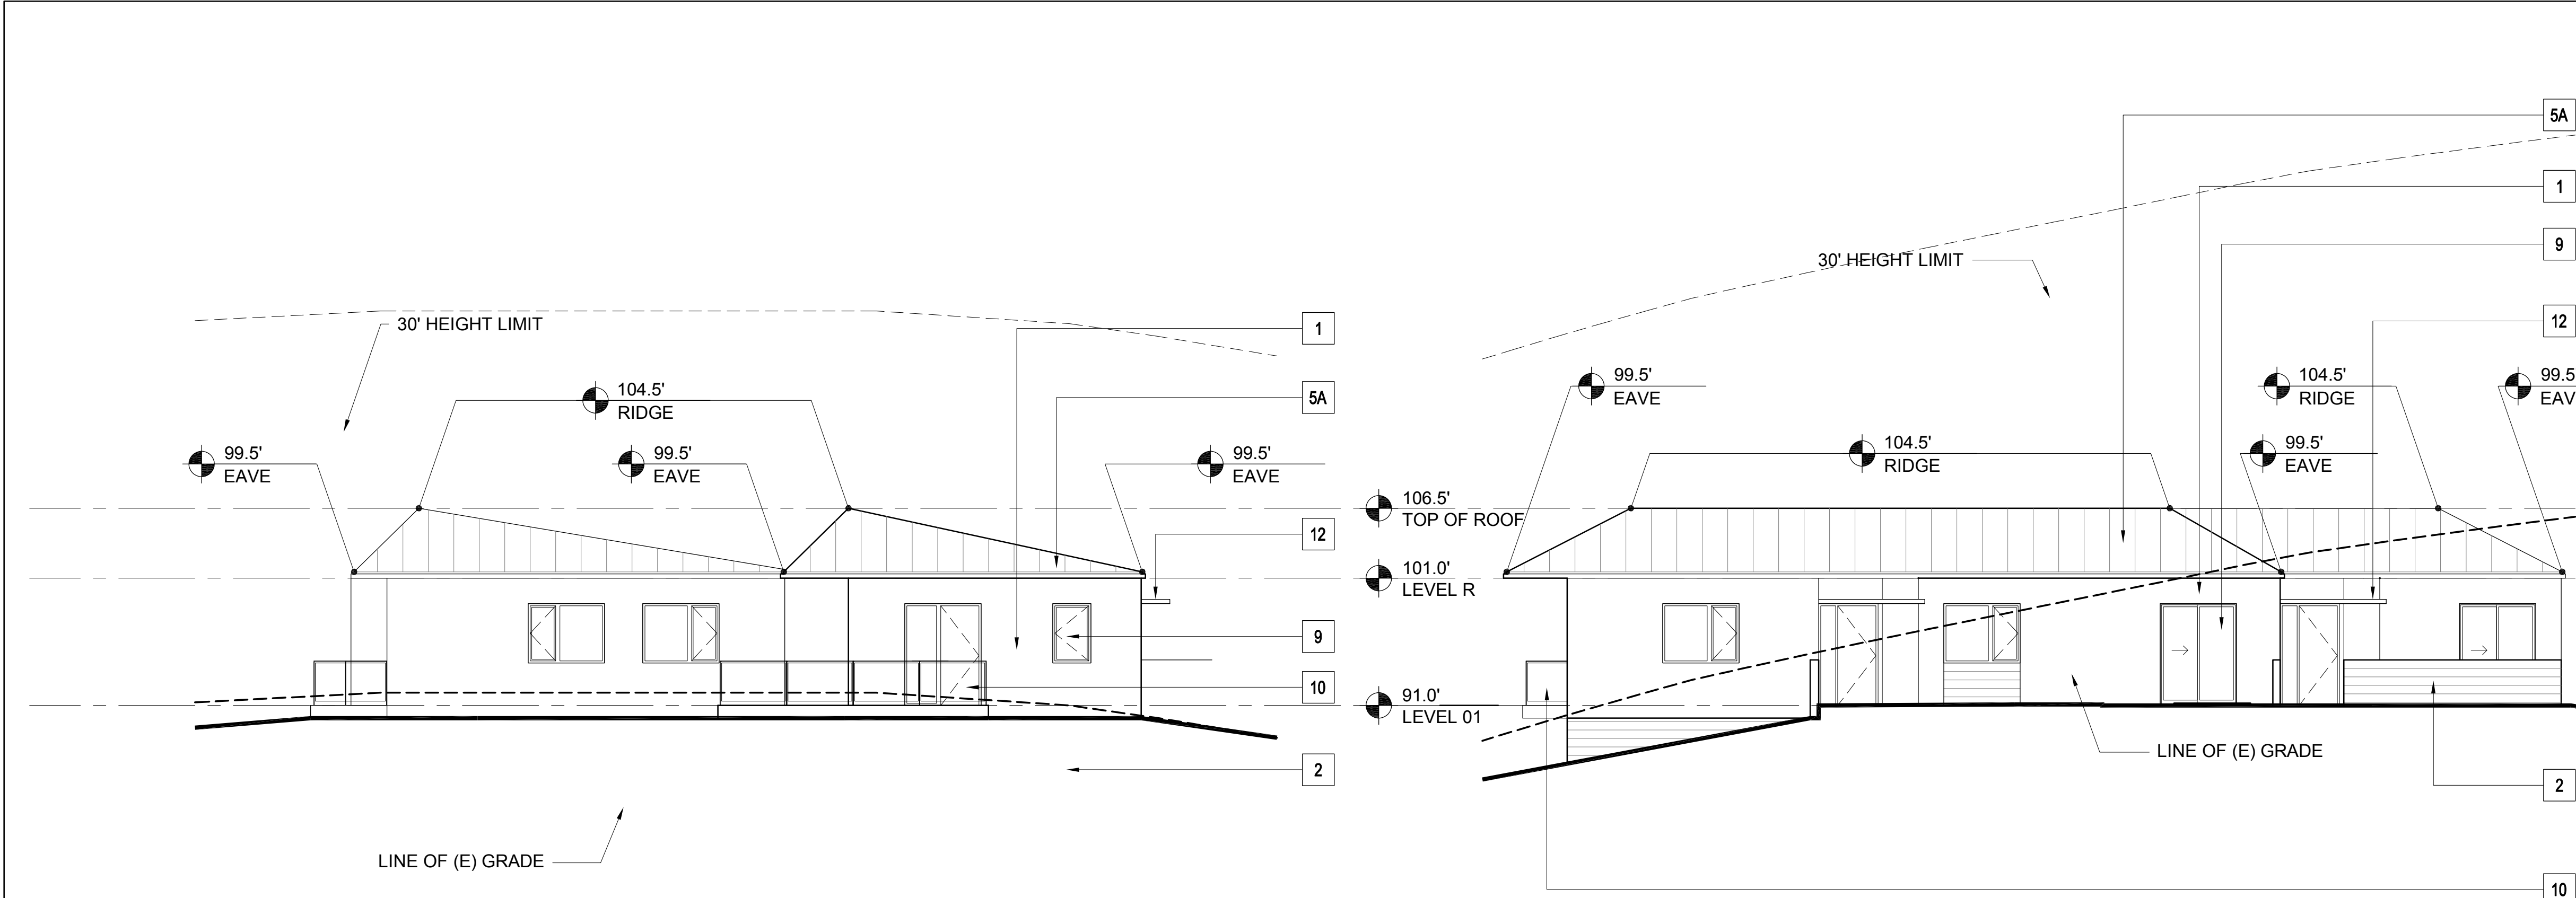 30' HEIGHT LIMIT
1
104.5'
RIDGE
5A
99.5'
EAVE
99.5'
EAVE
99.5'
EAVE
12
9
10
2
LINE OF (E) GRADE
106.5'
TOP OF ROOF
101.0'
LEVEL R
91.0'
LEVEL 01
5A
1
30' HEIGHT LIMIT
9
12
99.5'
EAVE
104.5'
RIDGE
99.5
EAV
104.5'
RIDGE
99.5'
EAVE
LINE OF (E) GRADE
2
10